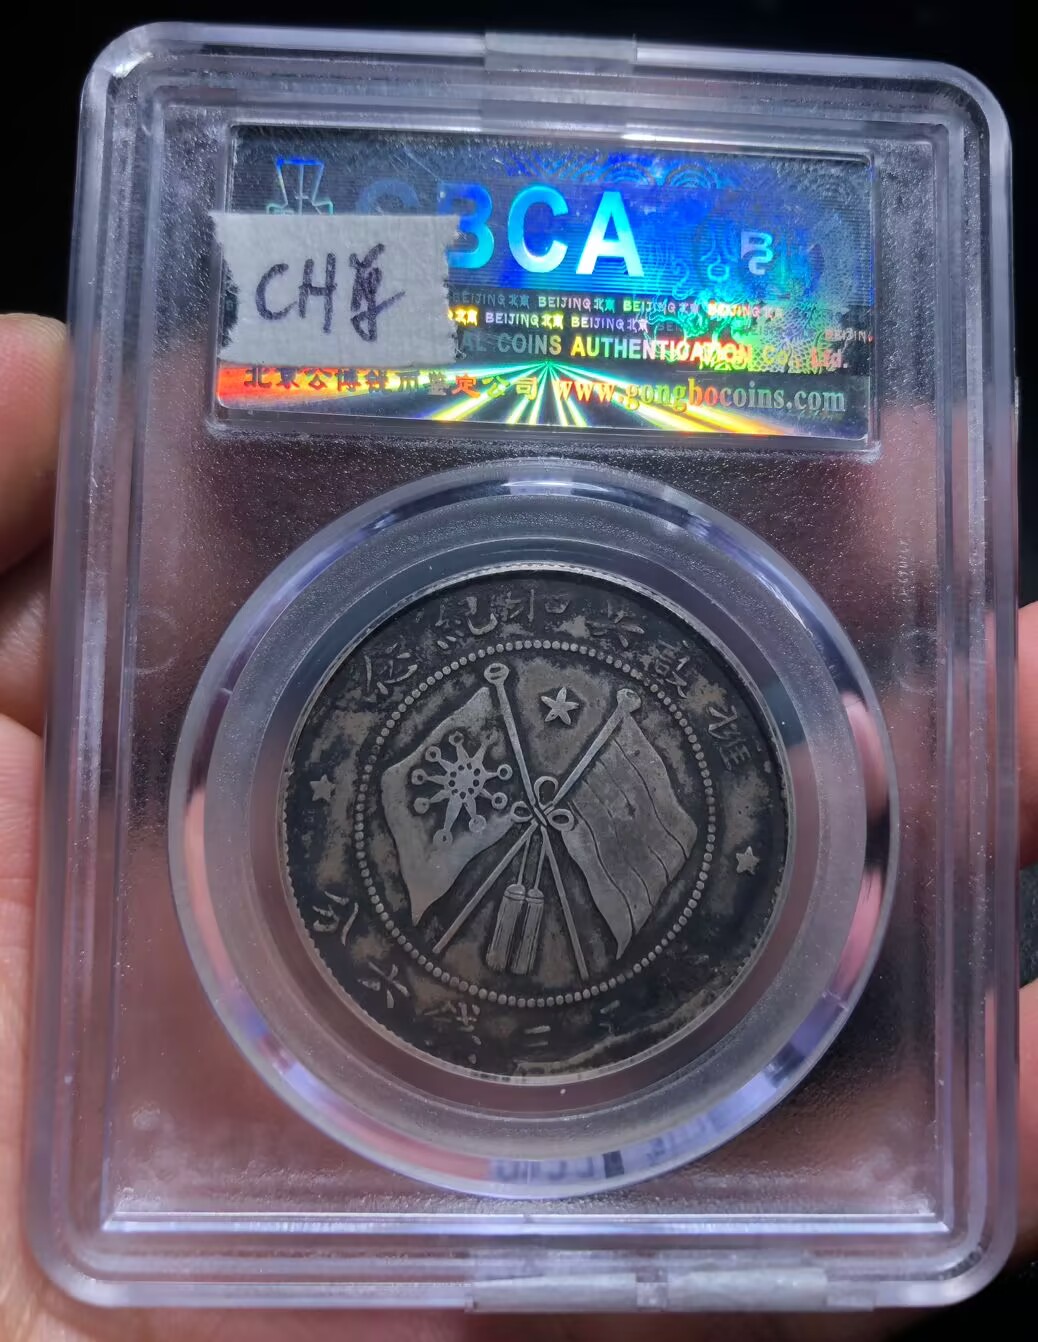 GBCA
CH
BEIJING北京 BEIJING北京 BEIJING北京 BEIJING北京
北京 BEIJING北京 BEIJING北京
COINS AUTHENTICATION Co., Ltd.
北京公博钱币鉴定公司 www.gongbocoins.com
擁護共和紀念
三錢六分